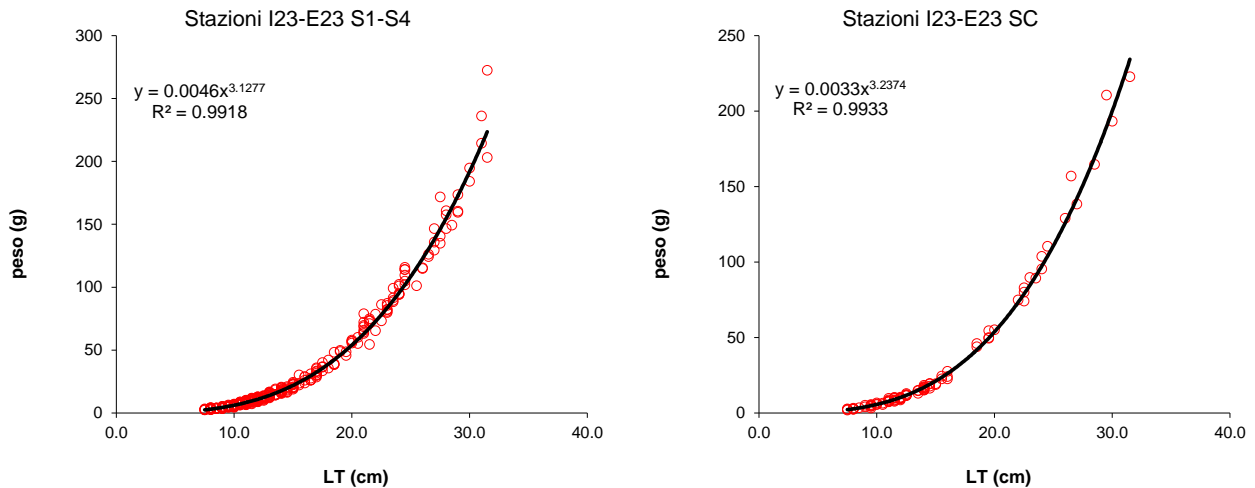 Stazioni I23-E23 S1-S4
300
250
200
150
100
50
0
y = 0.0046x^3.1277
R² = 0.9918
peso (g)
0.0 10.0 20.0 30.0 40.0
LT (cm)
Stazioni I23-E23 SC
250
200
150
100
50
0
y = 0.0033x^3.2374
R² = 0.9933
peso (g)
0.0 10.0 20.0 30.0 40.0
LT (cm)